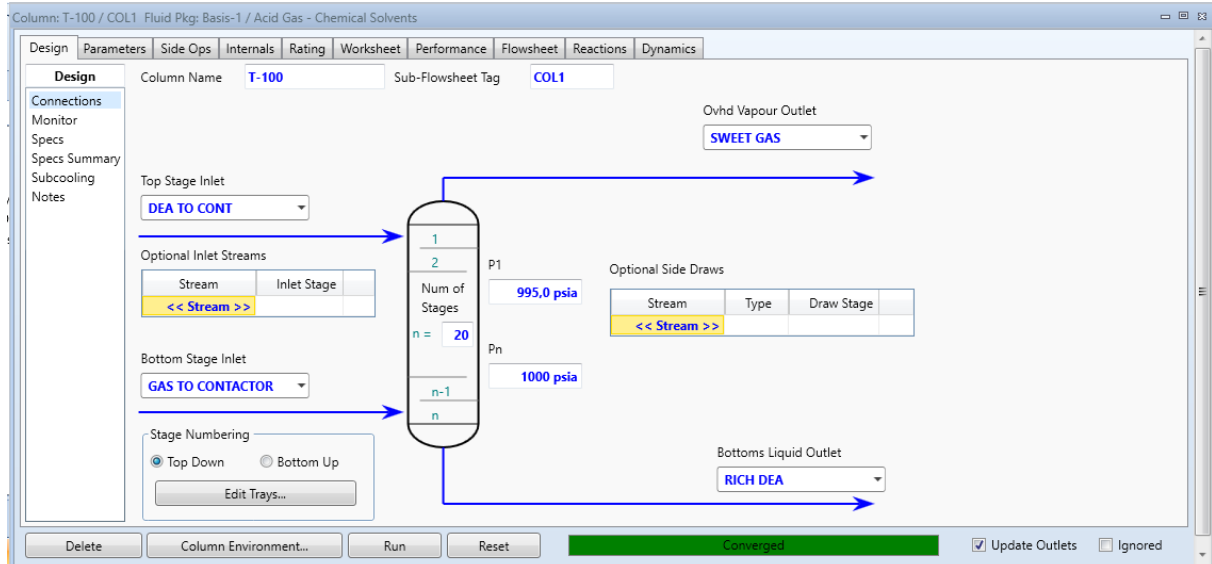 Column: T-100 / COL1 Fluid Pkg: Basis-1 / Acid Gas - Chemical Solvents
Design Parameters Side Ops Internals Rating Worksheet Performance Flowsheet Reactions Dynamics
Design
Connections
Monitor
Specs
Specs Summary
Subcooling
Notes
Column Name T-100 Sub-Flowsheet Tag COL1
Ovhd Vapour Outlet
SWEET GAS
Top Stage Inlet
DEA TO CONT
Optional Inlet Streams
Stream Inlet Stage
<< Stream >>
1
2
Num of
Stages
n = 20
n-1
n
P1
995,0 psia
Pn
1000 psia
Optional Side Draws
Stream Type Draw Stage
<< Stream >>
Bottom Stage Inlet
GAS TO CONTACTOR
Stage Numbering
Top Down Bottom Up
Edit Trays...
Bottoms Liquid Outlet
RICH DEA
Delete Column Environment... Run Reset Converged Update Outlets Ignored